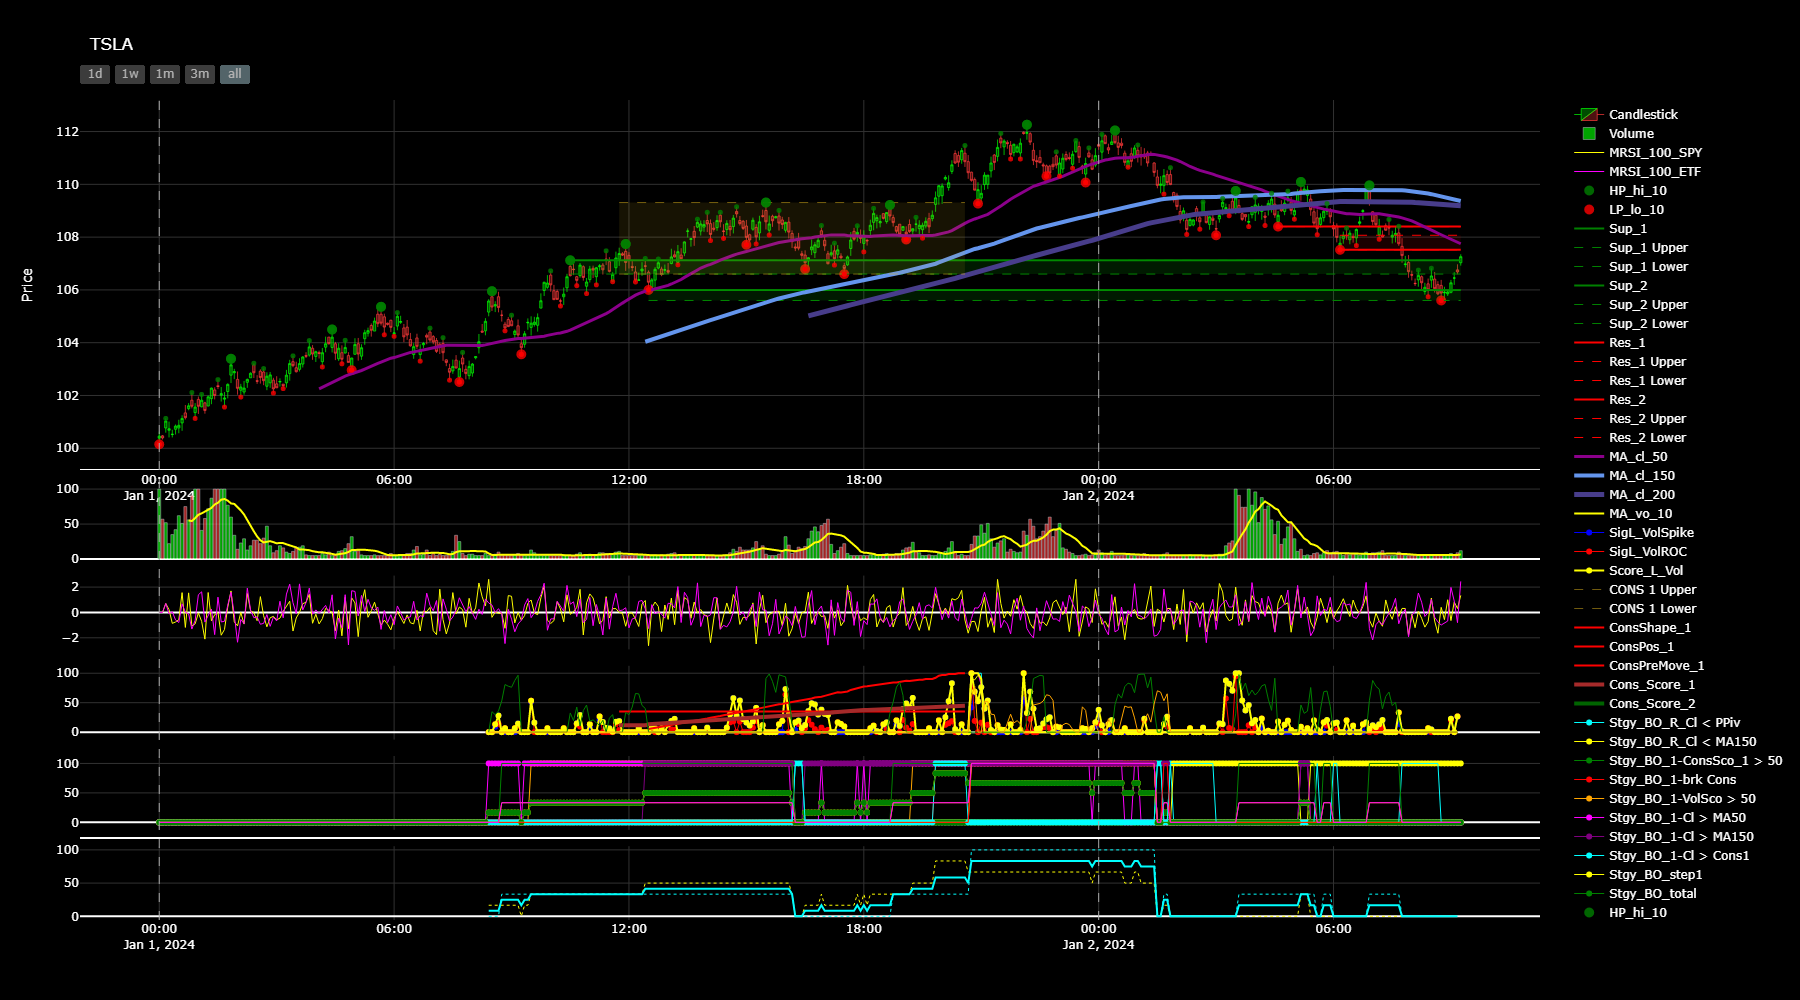 TSLA
1d 1w 1m 3m all
Price
112
110
108
106
104
102
100
00:00 06:00 12:00 18:00 00:00 06:00
Jan 1, 2024 Jan 2, 2024
100
50
0
2
0
−2
100
50
0
100
50
0
100
50
0
00:00 06:00 12:00 18:00 00:00 06:00
Jan 1, 2024 Jan 2, 2024
Candlestick
Volume
MRSI_100_SPY
MRSI_100_ETF
HP_hi_10
LP_lo_10
Sup_1
Sup_1 Upper
Sup_1 Lower
Sup_2
Sup_2 Upper
Sup_2 Lower
Res_1
Res_1 Upper
Res_1 Lower
Res_2
Res_2 Upper
Res_2 Lower
MA_cl_50
MA_cl_150
MA_cl_200
MA_vo_10
SigL_VolSpike
SigL_VolROC
Score_L_Vol
CONS 1 Upper
CONS 1 Lower
ConsShape_1
ConsPos_1
ConsPreMove_1
Cons_Score_1
Cons_Score_2
Stgy_BO_R_Cl < PPiv
Stgy_BO_R_Cl < MA150
Stgy_BO_1-ConsSco_1 > 50
Stgy_BO_1-brk Cons
Stgy_BO_1-VolSco > 50
Stgy_BO_1-Cl > MA50
Stgy_BO_1-Cl > MA150
Stgy_BO_1-Cl > Cons1
Stgy_BO_step1
Stgy_BO_total
HP_hi_10